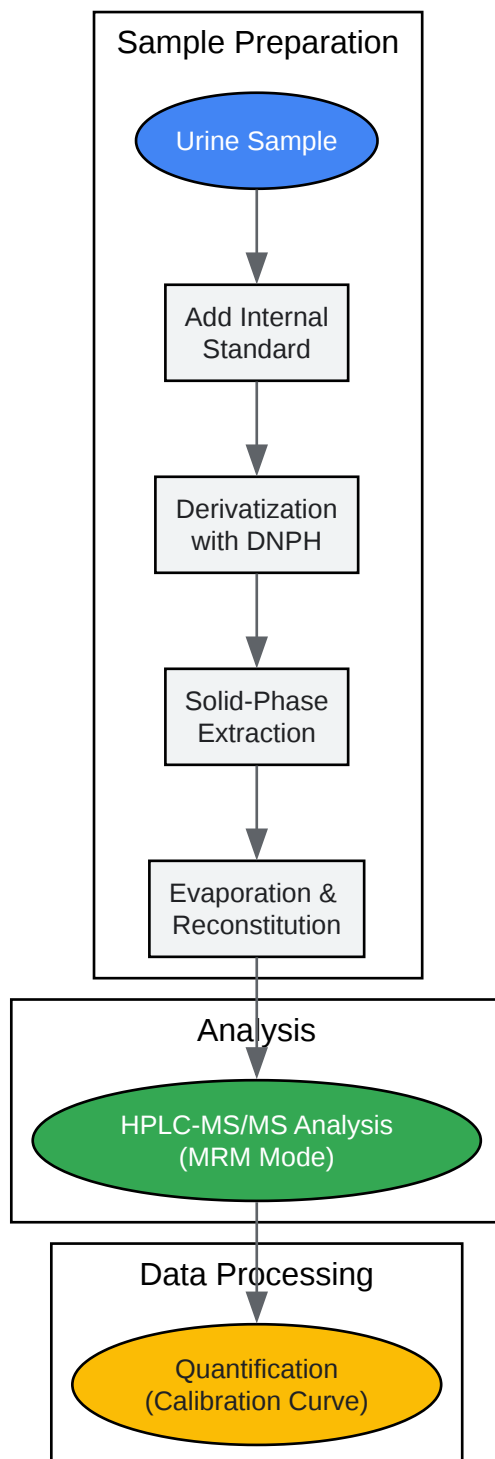 Sample Preparation
Urine Sample
Add Internal
Standard
Derivatization
with DNPH
Solid-Phase
Extraction
Evaporation &
Reconstitution
Analysis
HPLC-MS/MS Analysis
(MRM Mode)
Data Processing
Quantification
(Calibration Curve)